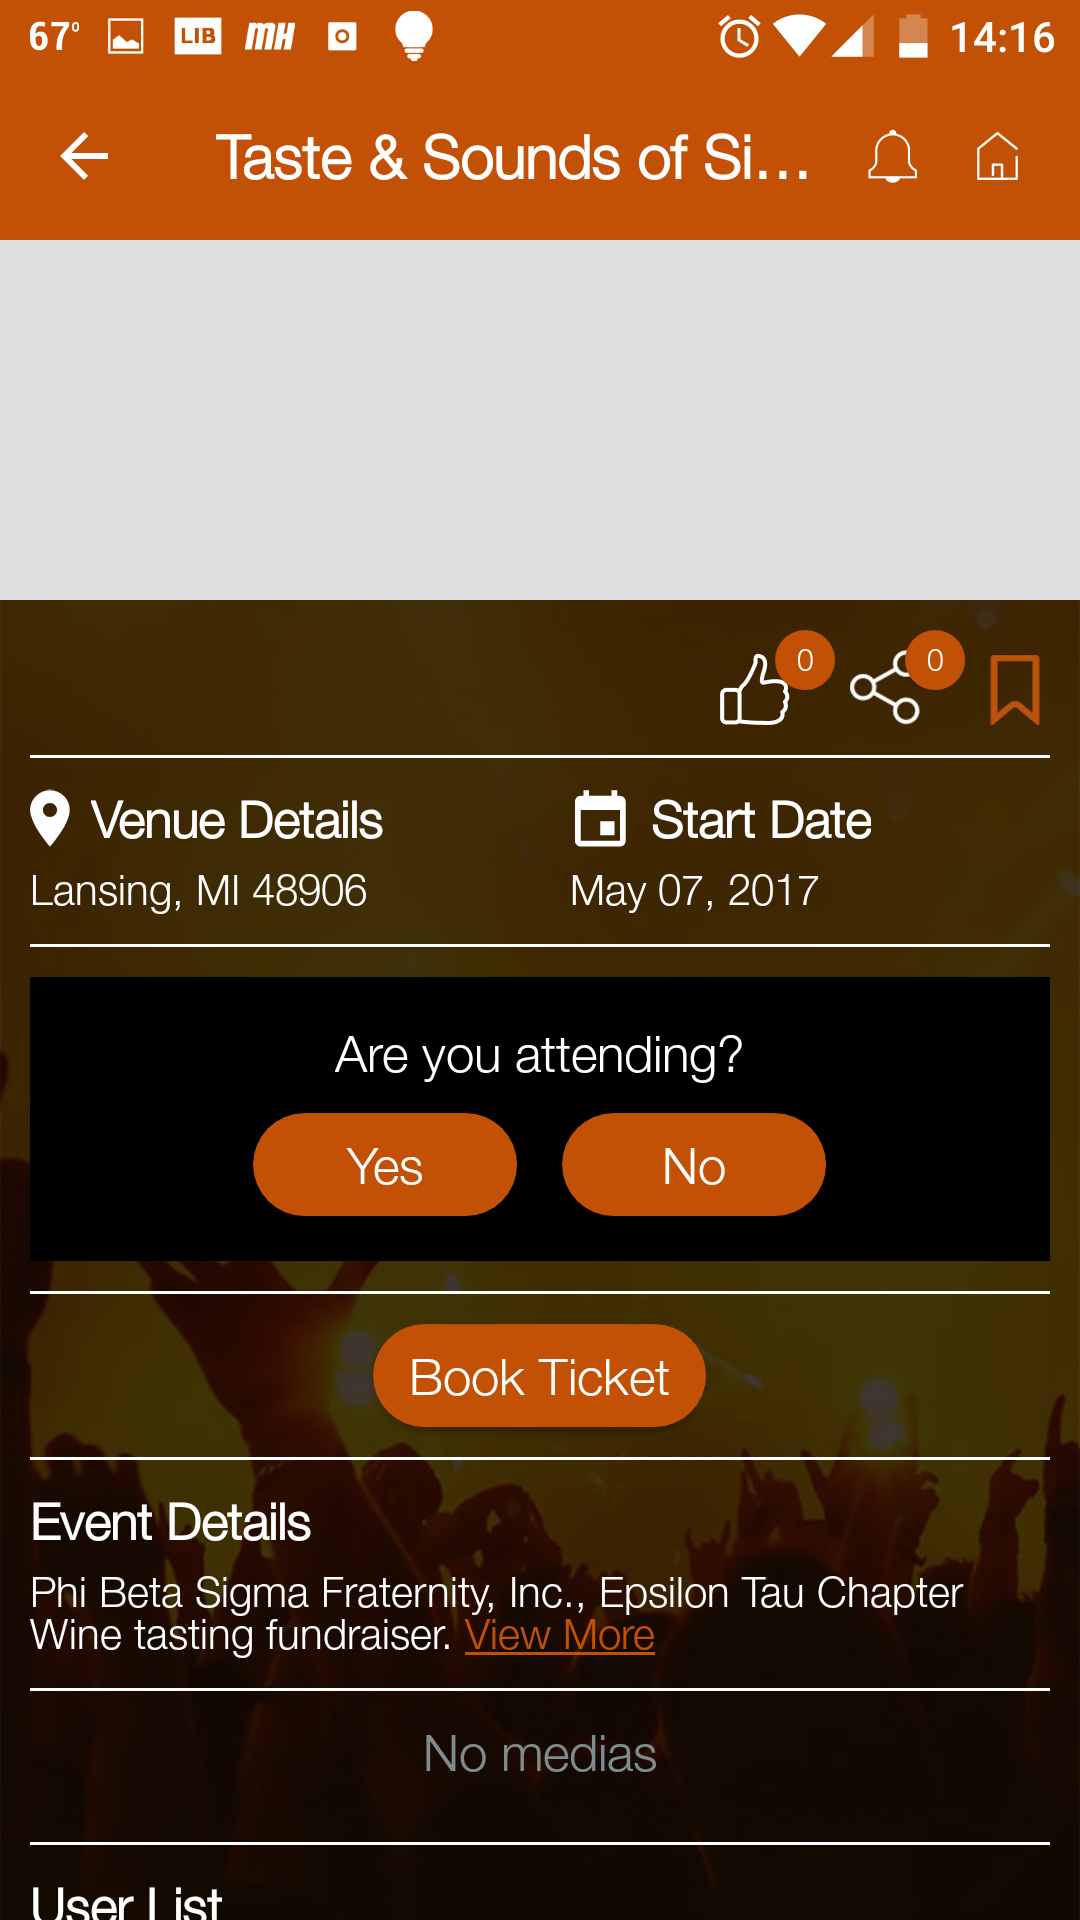 67° LIB MH 14:16
Taste & Sounds of Si...
0 0
Venue Details Start Date
Lansing, MI 48906 May 07, 2017
Are you attending?
Yes No
Book Ticket
Event Details
Phi Beta Sigma Fraternity, Inc., Epsilon Tau Chapter
Wine tasting fundraiser. View More
No medias
User List